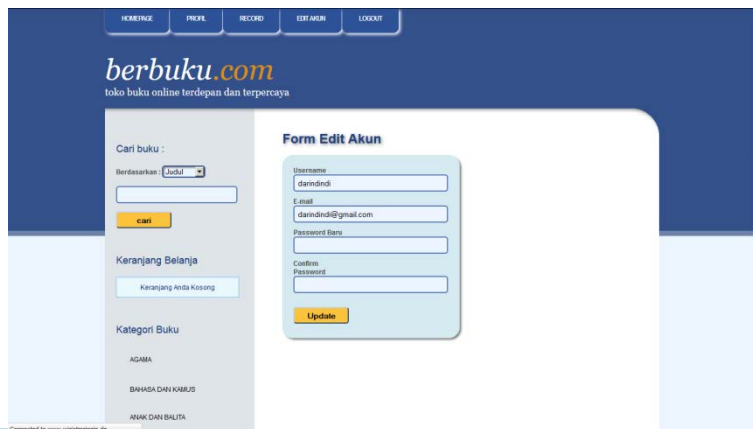 HOMEPAGE PROFIL RECORD EDIT AKUN LOGOUT
berbuku.com
toko buku online terdepan dan terpercaya
Cari buku :
Berdasarkan : Judul
cari
Keranjang Belanja
Keranjang Anda Kosong
Kategori Buku
AGAMA
BAHASA DAN KAMUS
ANAK DAN BALITA
Form Edit Akun
Username
darindindi
E-mail
darindindi@gmail.com
Password Baru
Confirm
Password
Update